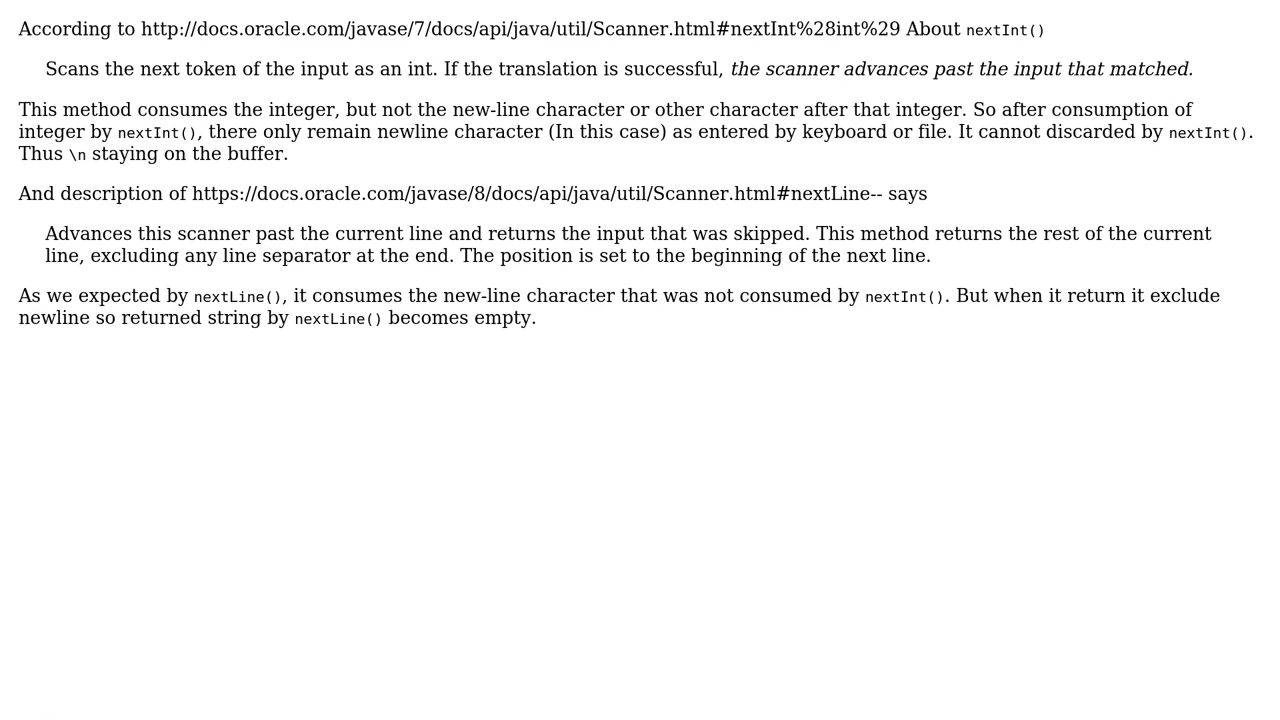 According to http://docs.oracle.com/javase/7/docs/api/java/util/Scanner.html#nextInt%28int%29 About nextInt()
Scans the next token of the input as an int. If the translation is successful, the scanner advances past the input that matched.
This method consumes the integer, but not the new-line character or other character after that integer. So after consumption of
integer by nextInt(), there only remain newline character (In this case) as entered by keyboard or file. It cannot discarded by nextInt().
Thus \n staying on the buffer.
And description of https://docs.oracle.com/javase/8/docs/api/java/util/Scanner.html#nextLine-- says
Advances this scanner past the current line and returns the input that was skipped. This method returns the rest of the current
line, excluding any line separator at the end. The position is set to the beginning of the next line.
As we expected by nextLine(), it consumes the new-line character that was not consumed by nextInt(). But when it return it exclude
newline so returned string by nextLine() becomes empty.